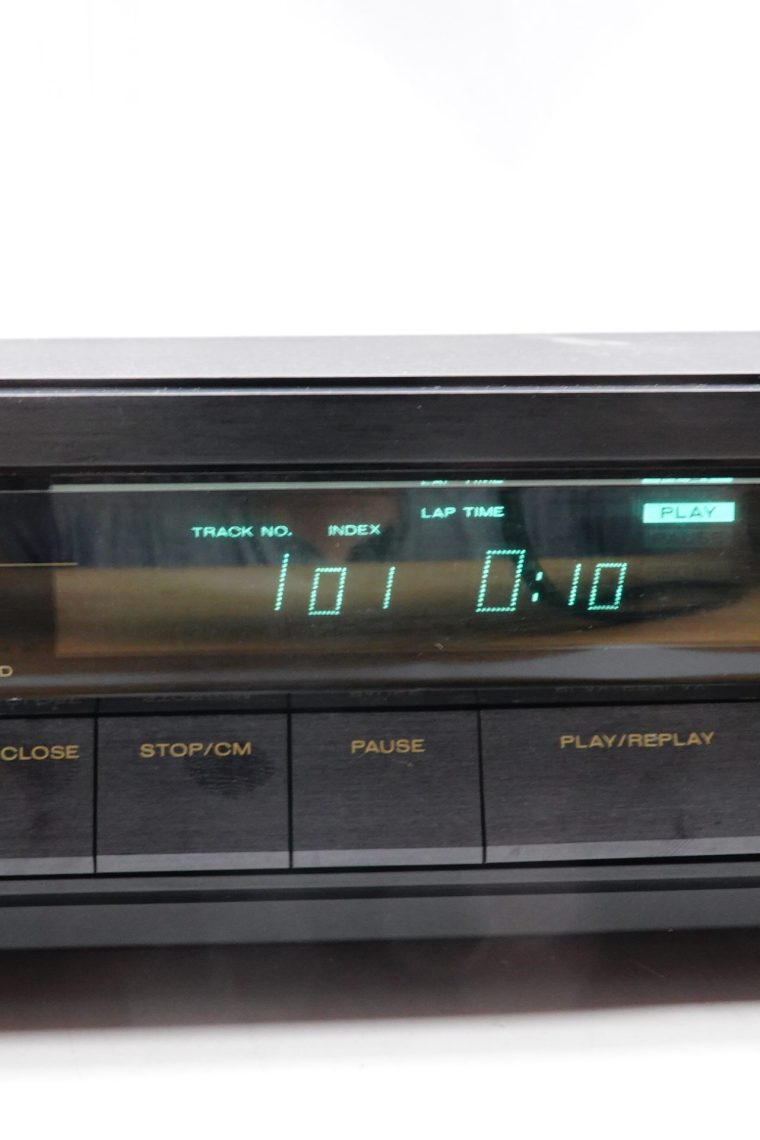 LAP TIME PLAY
TRACK NO. INDEX
1 01 0:10
D
CLOSE STOP/CM PAUSE PLAY/REPLAY